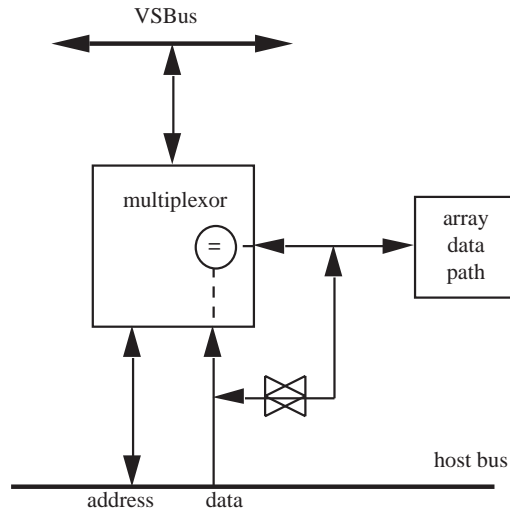 VSBus
multiplexor
=
array
data
path
host bus
address
data